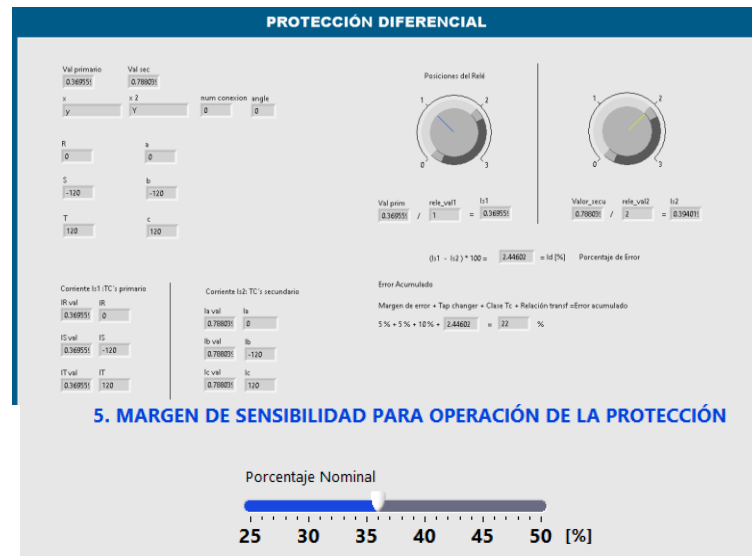 PROTECCIÓN DIFERENCIAL
Val primario Val sec
0.36955 0.78803
x x 2 num conexion angle
y Y 0 0
Posiciones del Relé
1 2 1 2
0 3 0 3
R a
0 0
S b
-120 -120
T c
120 120
Val prim rele_val1 Is1 Valor_secu rele_val2 Is2
0.36955 / 1 = 0.36955 0.78803 / 2 = 0.39401
(Is1 - Is2 ) * 100 = 2.44602 = Id [%] Porcentaje de Error
Error Acumulado
Margen de error + Tap changer + Clase Tc + Relación transf =Error acumulado
5 % + 5 % + 10 % + 2.44602 = 22 %
Corriente Is1 :TC's primario Corriente Is2: TC's secundario
IR val IR Ia val Ia
0.36955 0 0.78803 0
IS val IS Ib val Ib
0.36955 -120 0.78803 -120
IT val IT Ic val Ic
0.36955 120 0.78803 120
5. MARGEN DE SENSIBILIDAD PARA OPERACIÓN DE LA PROTECCIÓN
Porcentaje Nominal
25 30 35 40 45 50 [%]